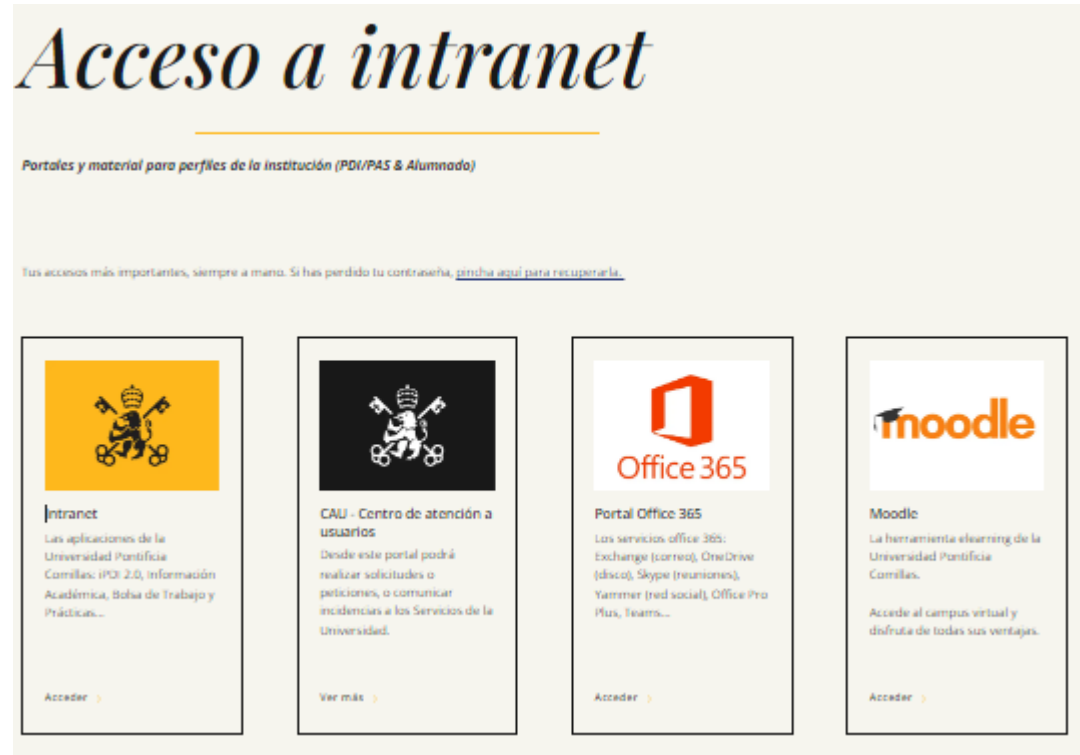 Acceso a intranet
Portales y material para perfiles de la institución (PDI/PAS & Alumnado)
Tus accesos más importantes, siempre a mano. Si has perdido tu contraseña, pincha aquí para recuperarla.
Intranet
Las aplicaciones de la
Universidad Pontificia
Comillas: iPDI 2.0, Información
Académica, Bolsa de Trabajo y
Prácticas...
Acceder >
CAU - Centro de atención a
usuarios
Desde este portal podrá
realizar solicitudes o
peticiones, o comunicar
incidencias a los Servicios de la
Universidad.
Ver más >
Office 365
Portal Office 365
Los servicios office 365:
Exchange (correo), OneDrive
(disco), Skype (reuniones),
Yammer (red social), Office Pro
Plus, Teams...
Acceder >
moodle
Moodle
La herramienta elearning de la
Universidad Pontificia
Comillas.
Accede al campus virtual y
disfruta de todas sus ventajas.
Acceder >